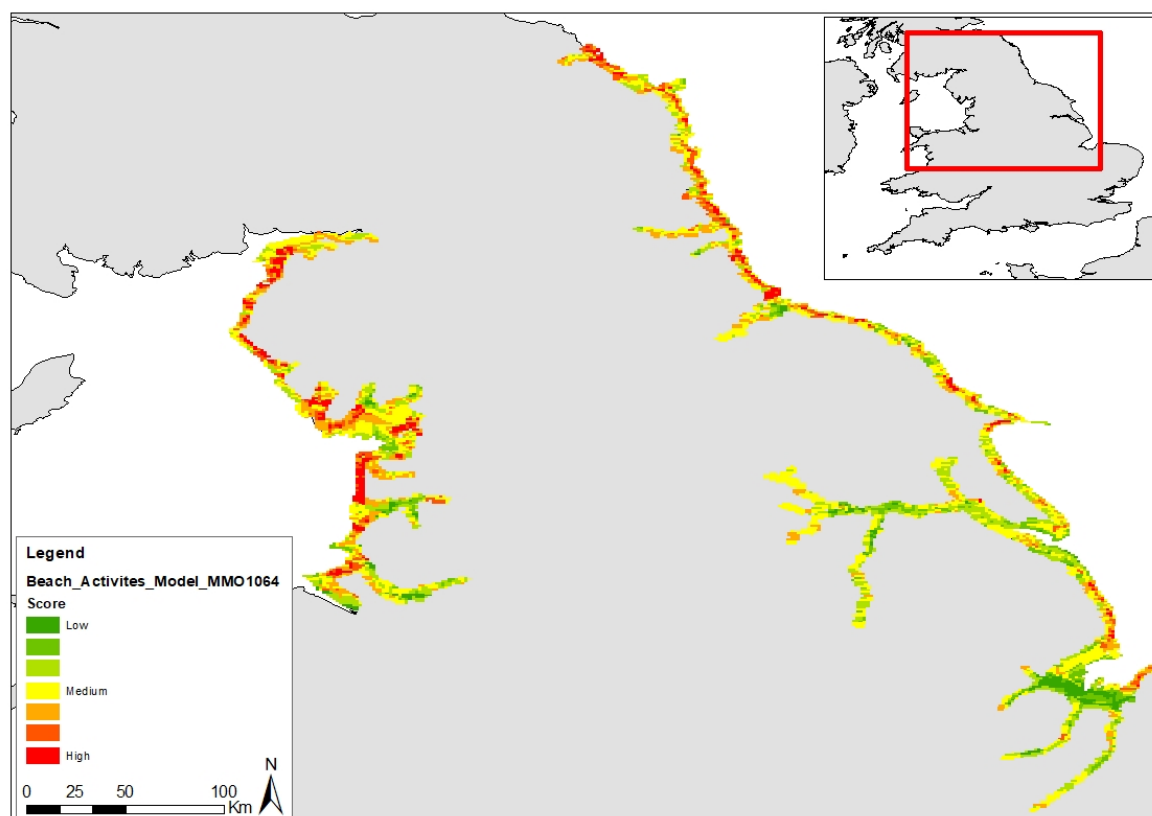 Legend
Beach_Activites_Model_MMO1064
Score
Low
Medium
High
N
0 25 50 100
Km